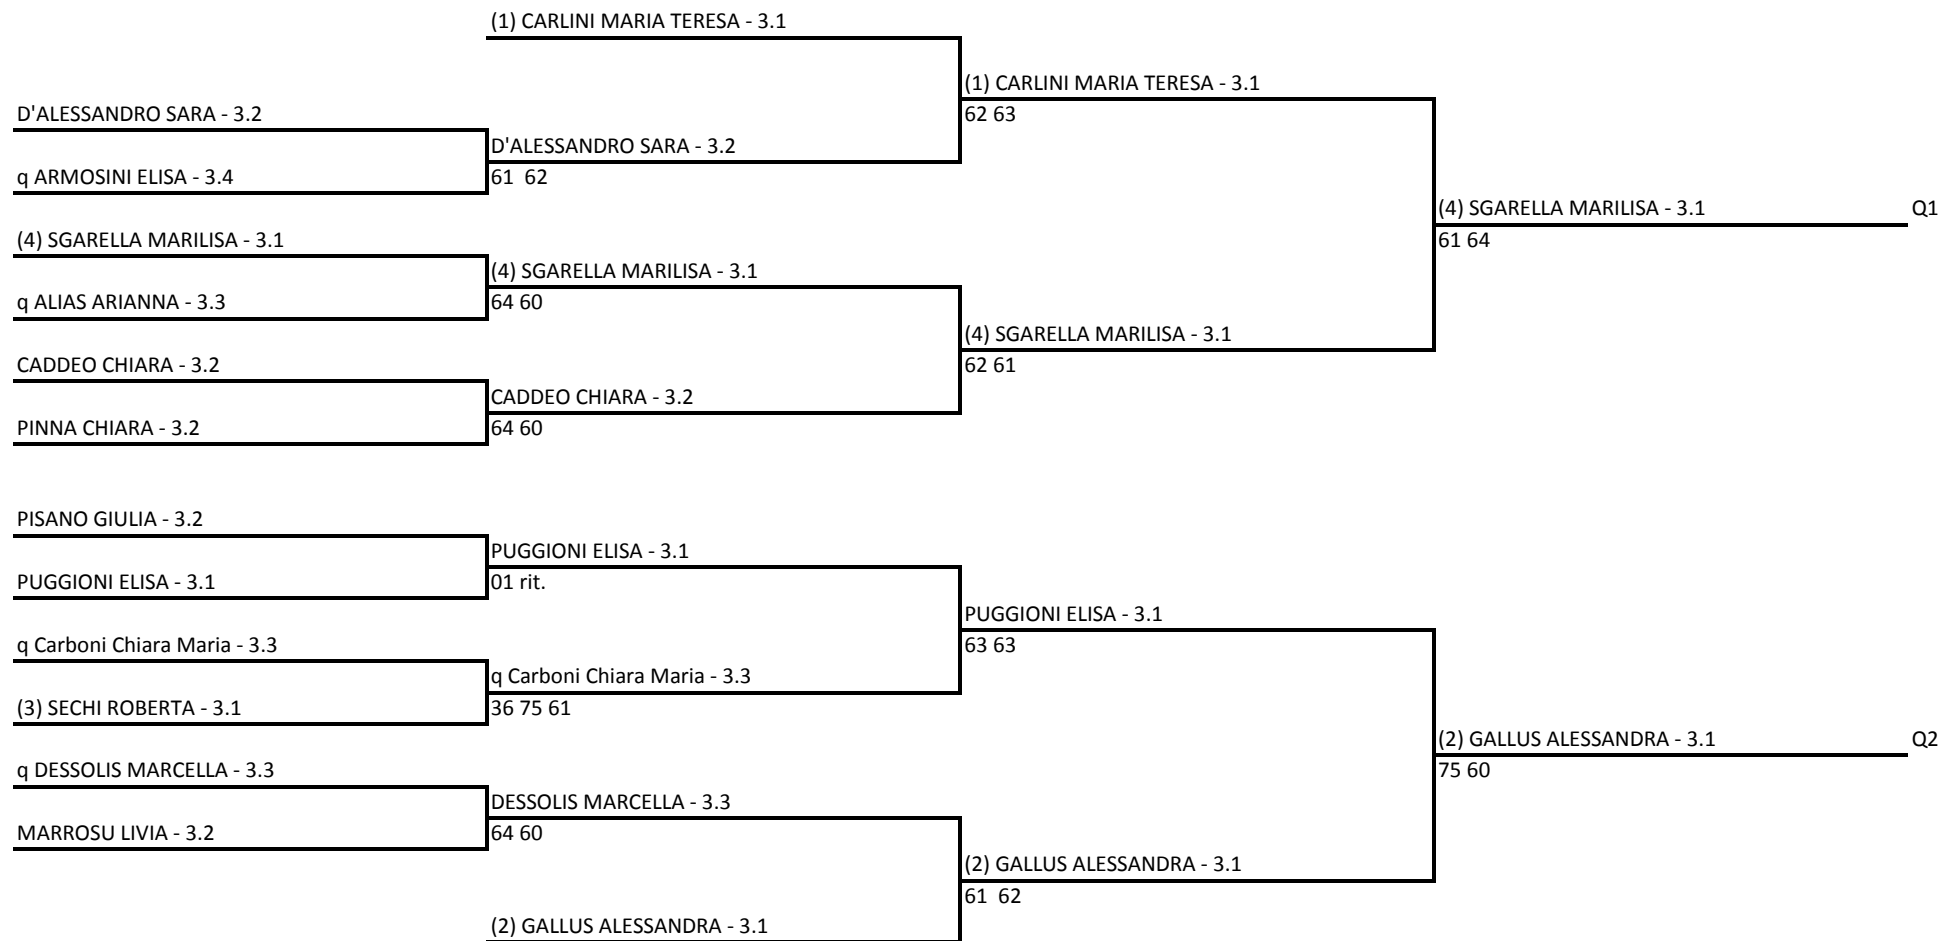 (1) CARLINI MARIA TERESA - 3.1
(1) CARLINI MARIA TERESA - 3.1
D'ALESSANDRO SARA - 3.2
62 63
D'ALESSANDRO SARA - 3.2
q ARMOSINI ELISA - 3.4
61  62
(4) SGARELLA MARILISA - 3.1
Q1
(4) SGARELLA MARILISA - 3.1
61 64
(4) SGARELLA MARILISA - 3.1
q ALIAS ARIANNA - 3.3
64 60
(4) SGARELLA MARILISA - 3.1
CADDEO CHIARA - 3.2
62 61
CADDEO CHIARA - 3.2
PINNA CHIARA - 3.2
64 60
PISANO GIULIA - 3.2
PUGGIONI ELISA - 3.1
PUGGIONI ELISA - 3.1
01 rit.
PUGGIONI ELISA - 3.1
q Carboni Chiara Maria - 3.3
63 63
q Carboni Chiara Maria - 3.3
(3) SECHI ROBERTA - 3.1
36 75 61
(2) GALLUS ALESSANDRA - 3.1
Q2
q DESSOLIS MARCELLA - 3.3
75 60
DESSOLIS MARCELLA - 3.3
MARROSU LIVIA - 3.2
64 60
(2) GALLUS ALESSANDRA - 3.1
61  62
(2) GALLUS ALESSANDRA - 3.1